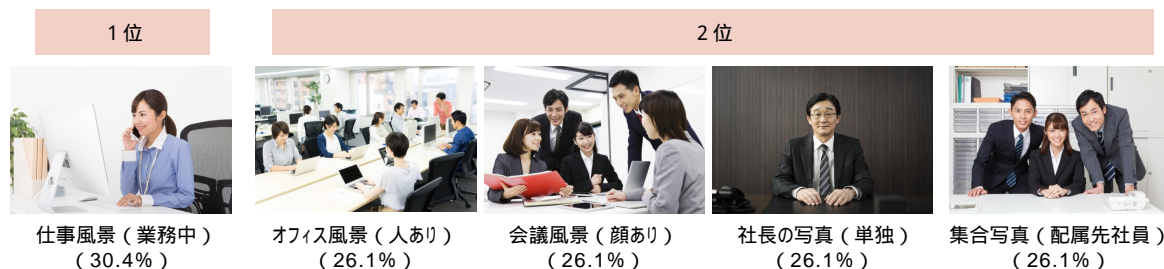 1位
2位
仕事風景(業務中)
(30.4%)
オフィス風景(人あり)
(26.1%)
会議風景(顔あり)
(26.1%)
社長の写真(単独)
(26.1%)
集合写真(配属先社員)
(26.1%)